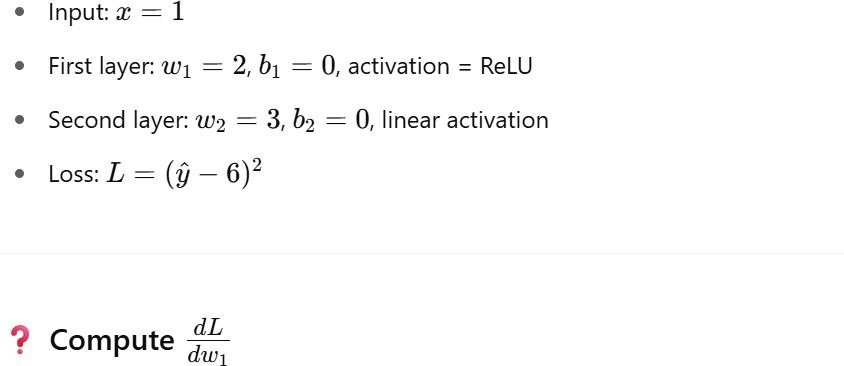 • Input: x = 1
• First layer: w₁ = 2, b₁ = 0, activation = ReLU
• Second layer: w₂ = 3, b₂ = 0, linear activation
• Loss: L = (ŷ − 6)²
❓ Compute dL/dw₁